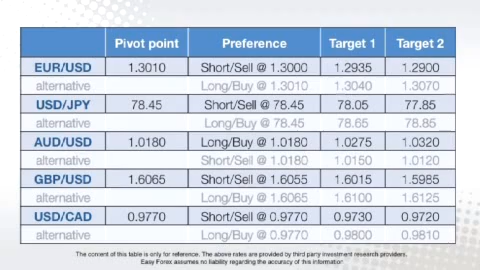 Pivot point Preference Target 1 Target 2
EUR/USD 1.3010 Short/Sell @ 1.3000 1.2935 1.2900
alternative Long/Buy @ 1.3010 1.3040 1.3070
USD/JPY 78.45 Short/Sell @ 78.45 78.05 77.85
alternative Long/Buy @ 78.45 78.65 78.85
AUD/USD 1.0180 Long/Buy @ 1.0180 1.0275 1.0320
alternative Short/Sell @ 1.0180 1.0150 1.0120
GBP/USD 1.6065 Short/Sell @ 1.6055 1.6015 1.5985
alternative Long/Buy @ 1.6065 1.6100 1.6125
USD/CAD 0.9770 Short/Sell @ 0.9770 0.9730 0.9720
alternative Long/Buy @ 0.9770 0.9800 0.9810
The content of this table is only for reference. The above rates are provided by third party investment research providers.
Easy Forex assumes no liability regarding the accuracy of this information